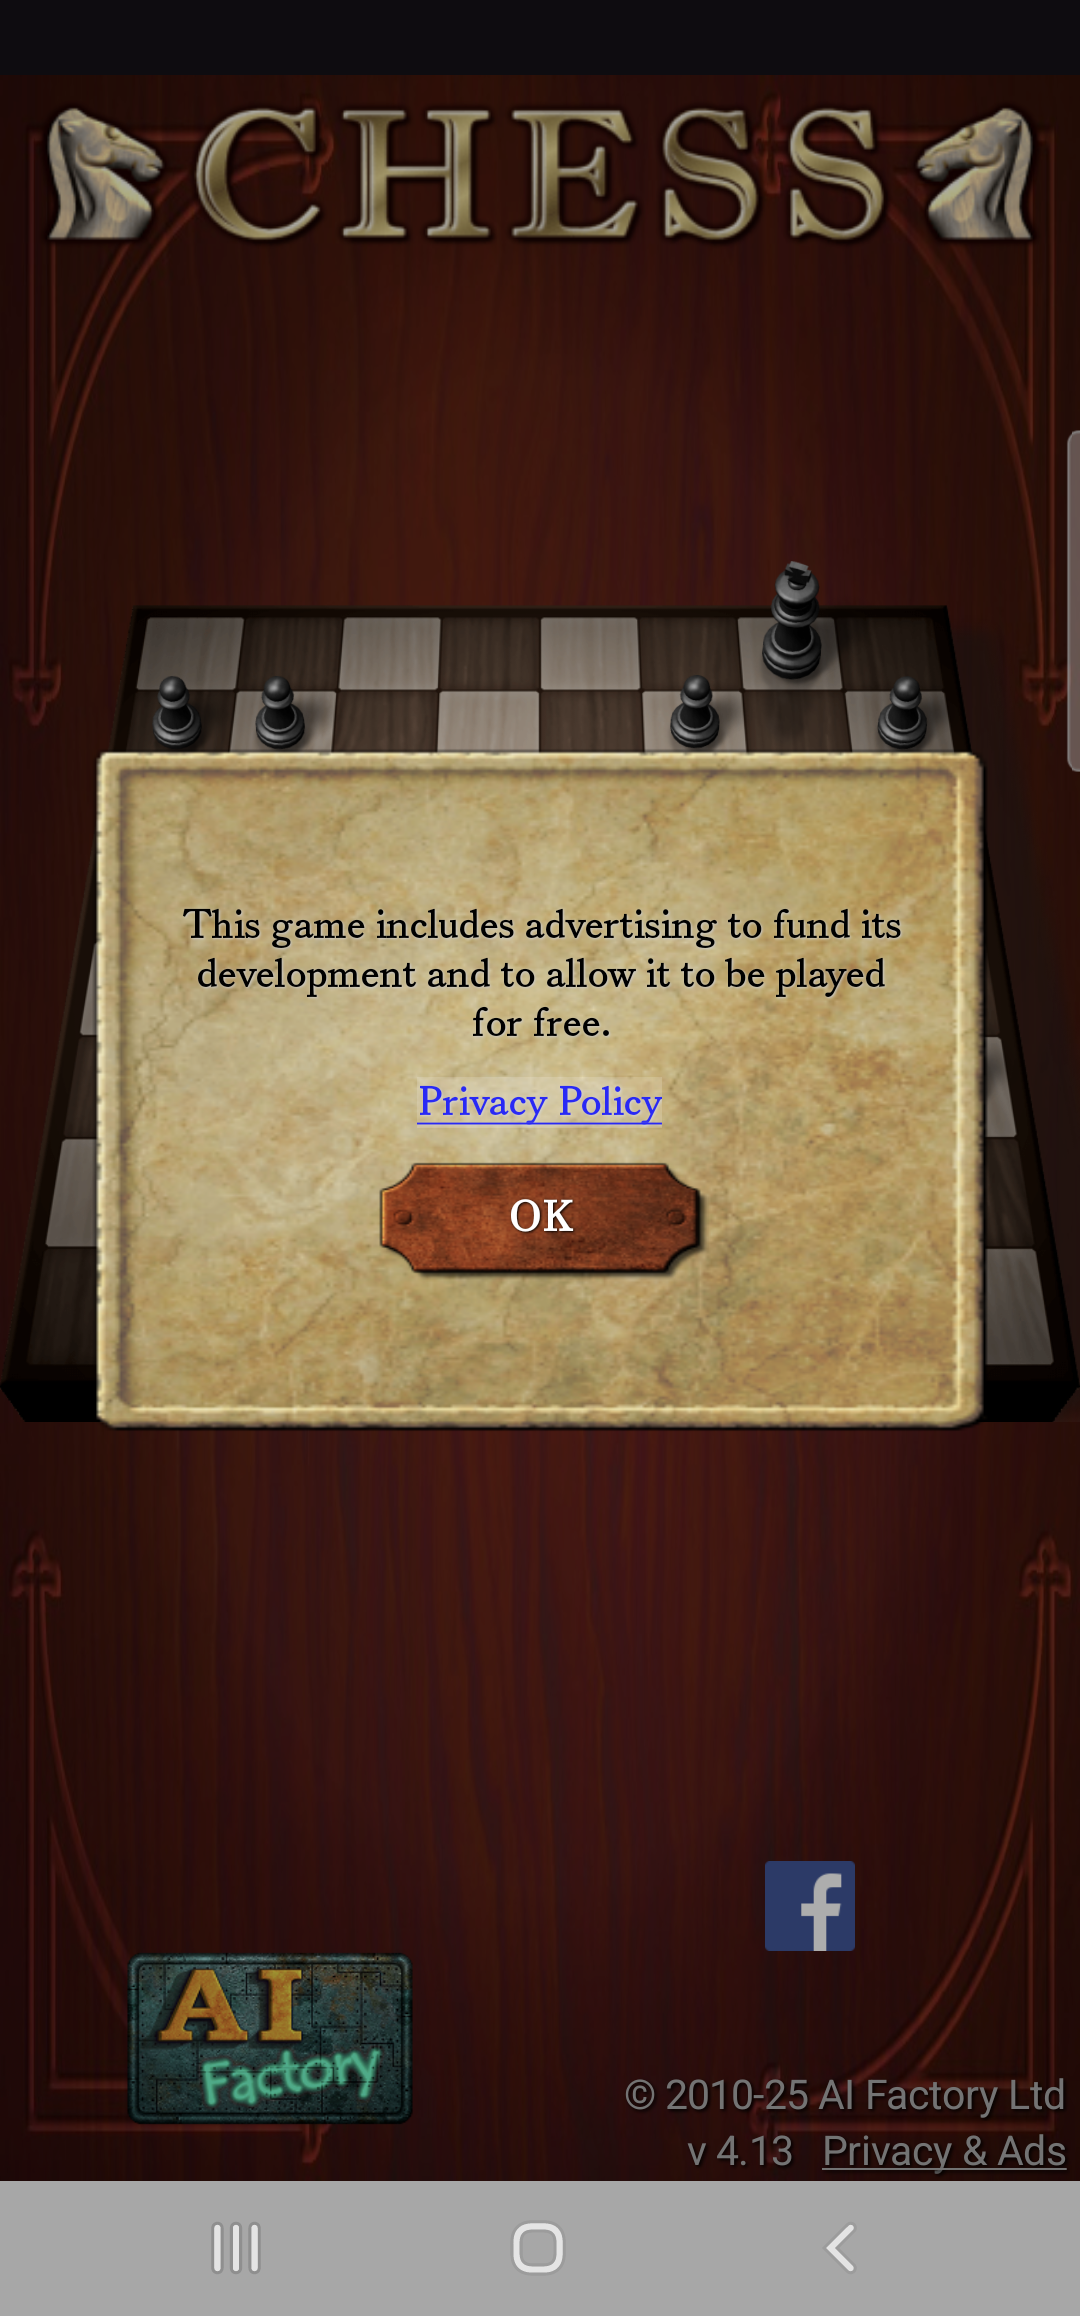 CHESS
This game includes advertising to fund its
development and to allow it to be played
for free.
Privacy Policy
OK
f
AI
Factory
© 2010-25 AI Factory Ltd
v 4.13 Privacy & Ads